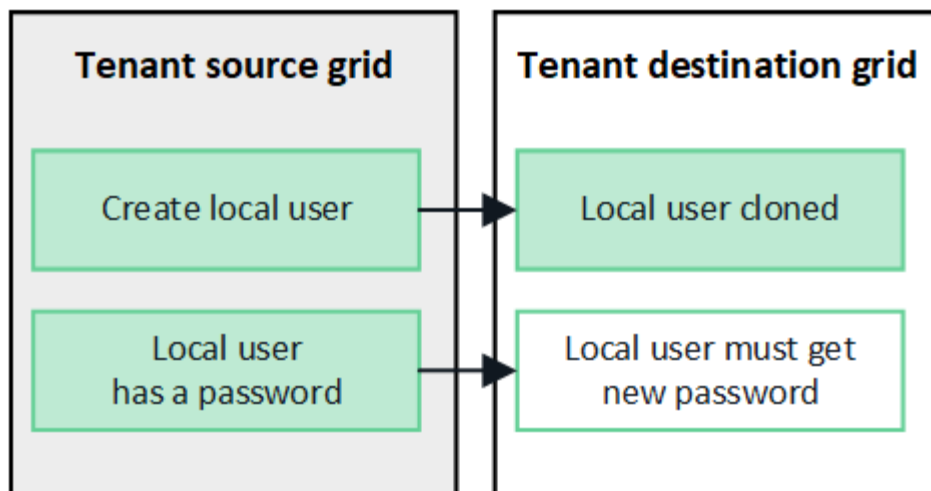 Tenant source grid
Tenant destination grid
Create local user
Local user cloned
Local user
has a password
Local user must get
new password